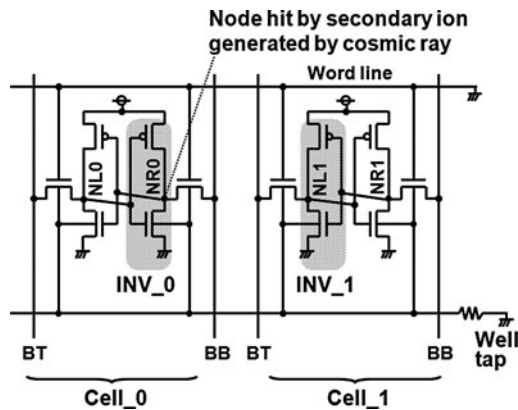 Node hit by secondary ion
generated by cosmic ray
Word line
NL0
NR0
NL1
NR1
INV_0
INV_1
BT
BB
BT
BB
Well
tap
Cell_0
Cell_1